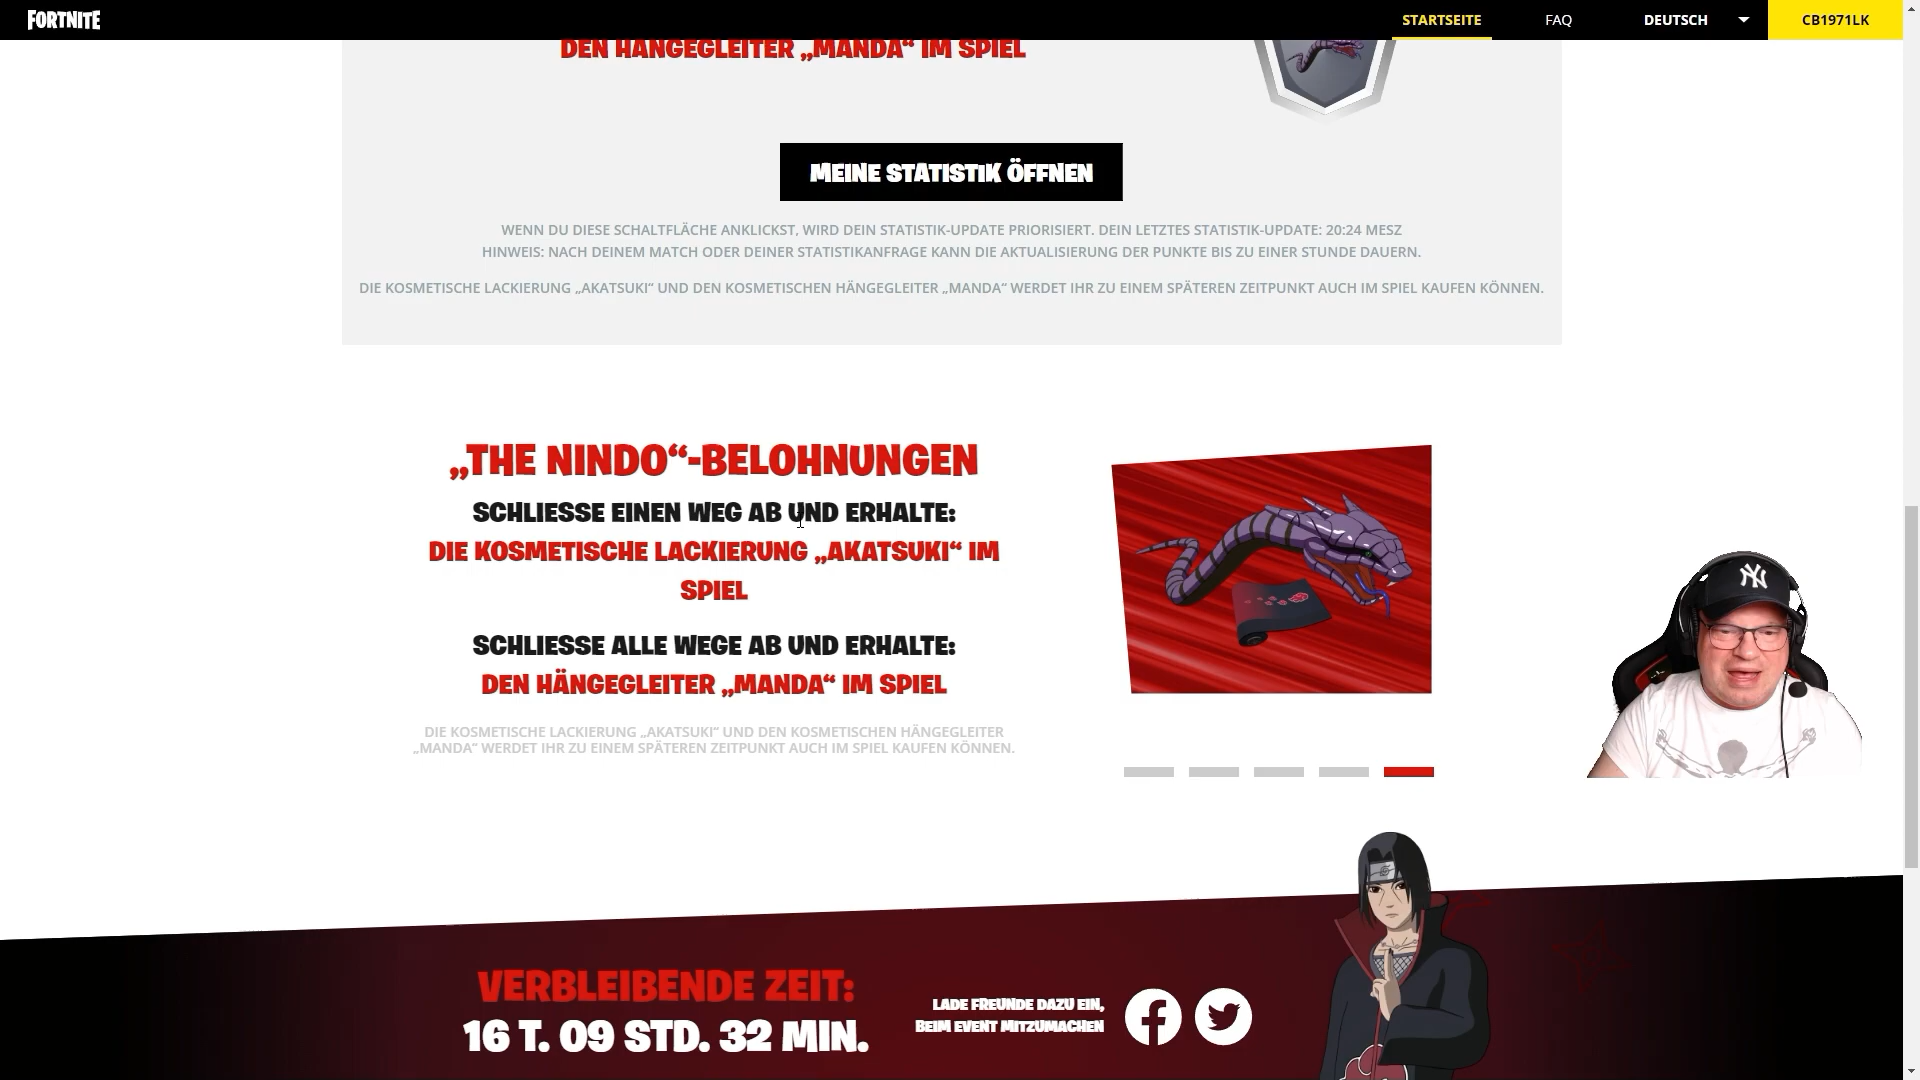 FORTNITE
STARTSEITE
FAQ
DEUTSCH
CB1971LK
DEN HÄNGEGLEITER „MANDA“ IM SPIEL
MEINE STATISTIK ÖFFNEN
WENN DU DIESE SCHALTFLÄCHE ANKLICKST, WIRD DEIN STATISTIK-UPDATE PRIORISIERT. DEIN LETZTES STATISTIK-UPDATE: 20:24 MESZ
HINWEIS: NACH DEINEM MATCH ODER DEINER STATISTIKANFRAGE KANN DIE AKTUALISIERUNG DER PUNKTE BIS ZU EINER STUNDE DAUERN.
DIE KOSMETISCHE LACKIERUNG „AKATSUKI“ UND DEN KOSMETISCHEN HÄNGEGLEITER „MANDA“ WERDET IHR ZU EINEM SPÄTEREN ZEITPUNKT AUCH IM SPIEL KAUFEN KÖNNEN.
„THE NINDO“-BELOHNUNGEN
SCHLIESSE EINEN WEG AB UND ERHALTE:
DIE KOSMETISCHE LACKIERUNG „AKATSUKI“ IM
SPIEL
SCHLIESSE ALLE WEGE AB UND ERHALTE:
DEN HÄNGEGLEITER „MANDA“ IM SPIEL
DIE KOSMETISCHE LACKIERUNG „AKATSUKI“ UND DEN KOSMETISCHEN HÄNGEGLEITER
„MANDA“ WERDET IHR ZU EINEM SPÄTEREN ZEITPUNKT AUCH IM SPIEL KAUFEN KÖNNEN.
NY
VERBLEIBENDE ZEIT:
16 T. 09 STD. 32 MIN.
LADE FREUNDE DAZU EIN,
BEIM EVENT MITZUMACHEN